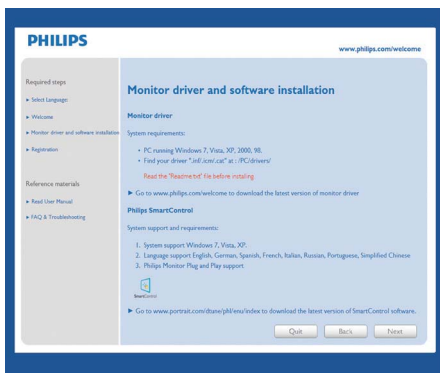 PHILIPS
www.philips.com/welcome
Required steps
► Select Language
► Welcome
► Monitor driver and software installation
► Registration
Reference materials
► Read User Manual
► FAQ & Troubleshooting
Monitor driver and software installation
Monitor driver
System requirements:
• PC running Windows 7, Vista, XP, 2000, 98.
• Find your driver ".inf/.icm/.cat" at : /PC/drivers/
Read the 'Readme.txt' file before installing
► Go to www.philips.com/welcome to download the latest version of monitor driver
Philips SmartControl
System support and requirements:
1. System support Windows 7, Vista, XP.
2. Language support English, German, Spanish, French, Italian, Russian, Portuguese, Simplified Chinese
3. Philips Monitor Plug and Play support.
SmartControl
► Go to www.portrait.com/dtune/phl/enu/index to download the latest version of SmartControl software.
Quit Back Next